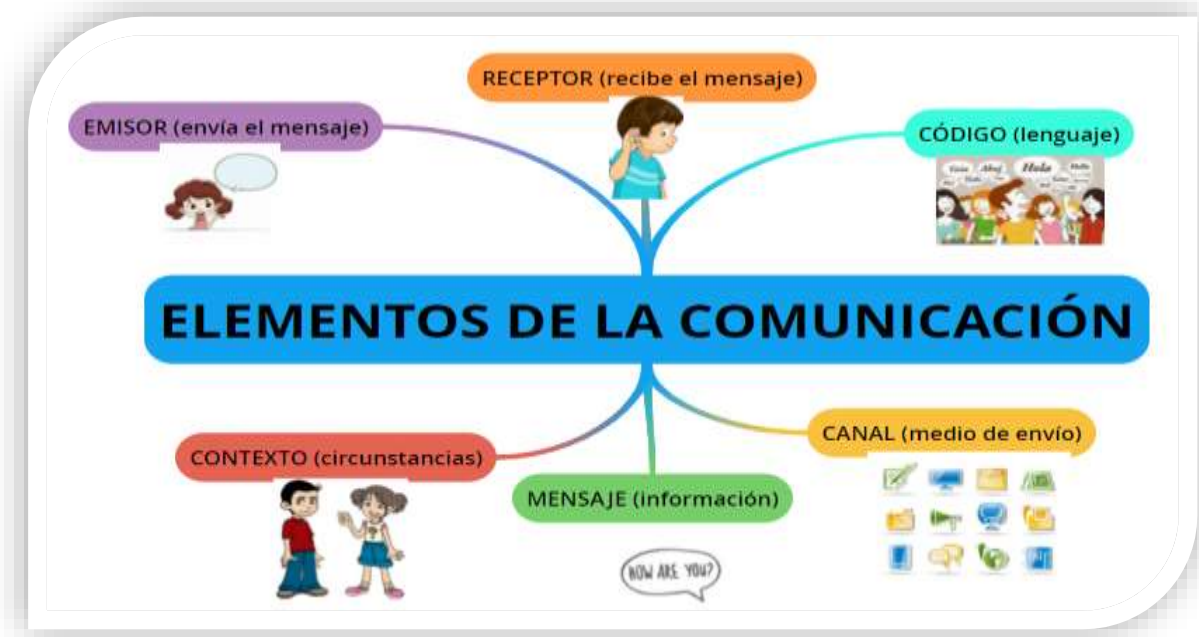 RECEPTOR (recibe el mensaje)
EMISOR (envía el mensaje)
CÓDIGO (lenguaje)
Hola
ELEMENTOS DE LA COMUNICACIÓN
CANAL (medio de envío)
CONTEXTO (circunstancias)
MENSAJE (información)
HOW ARE YOU?